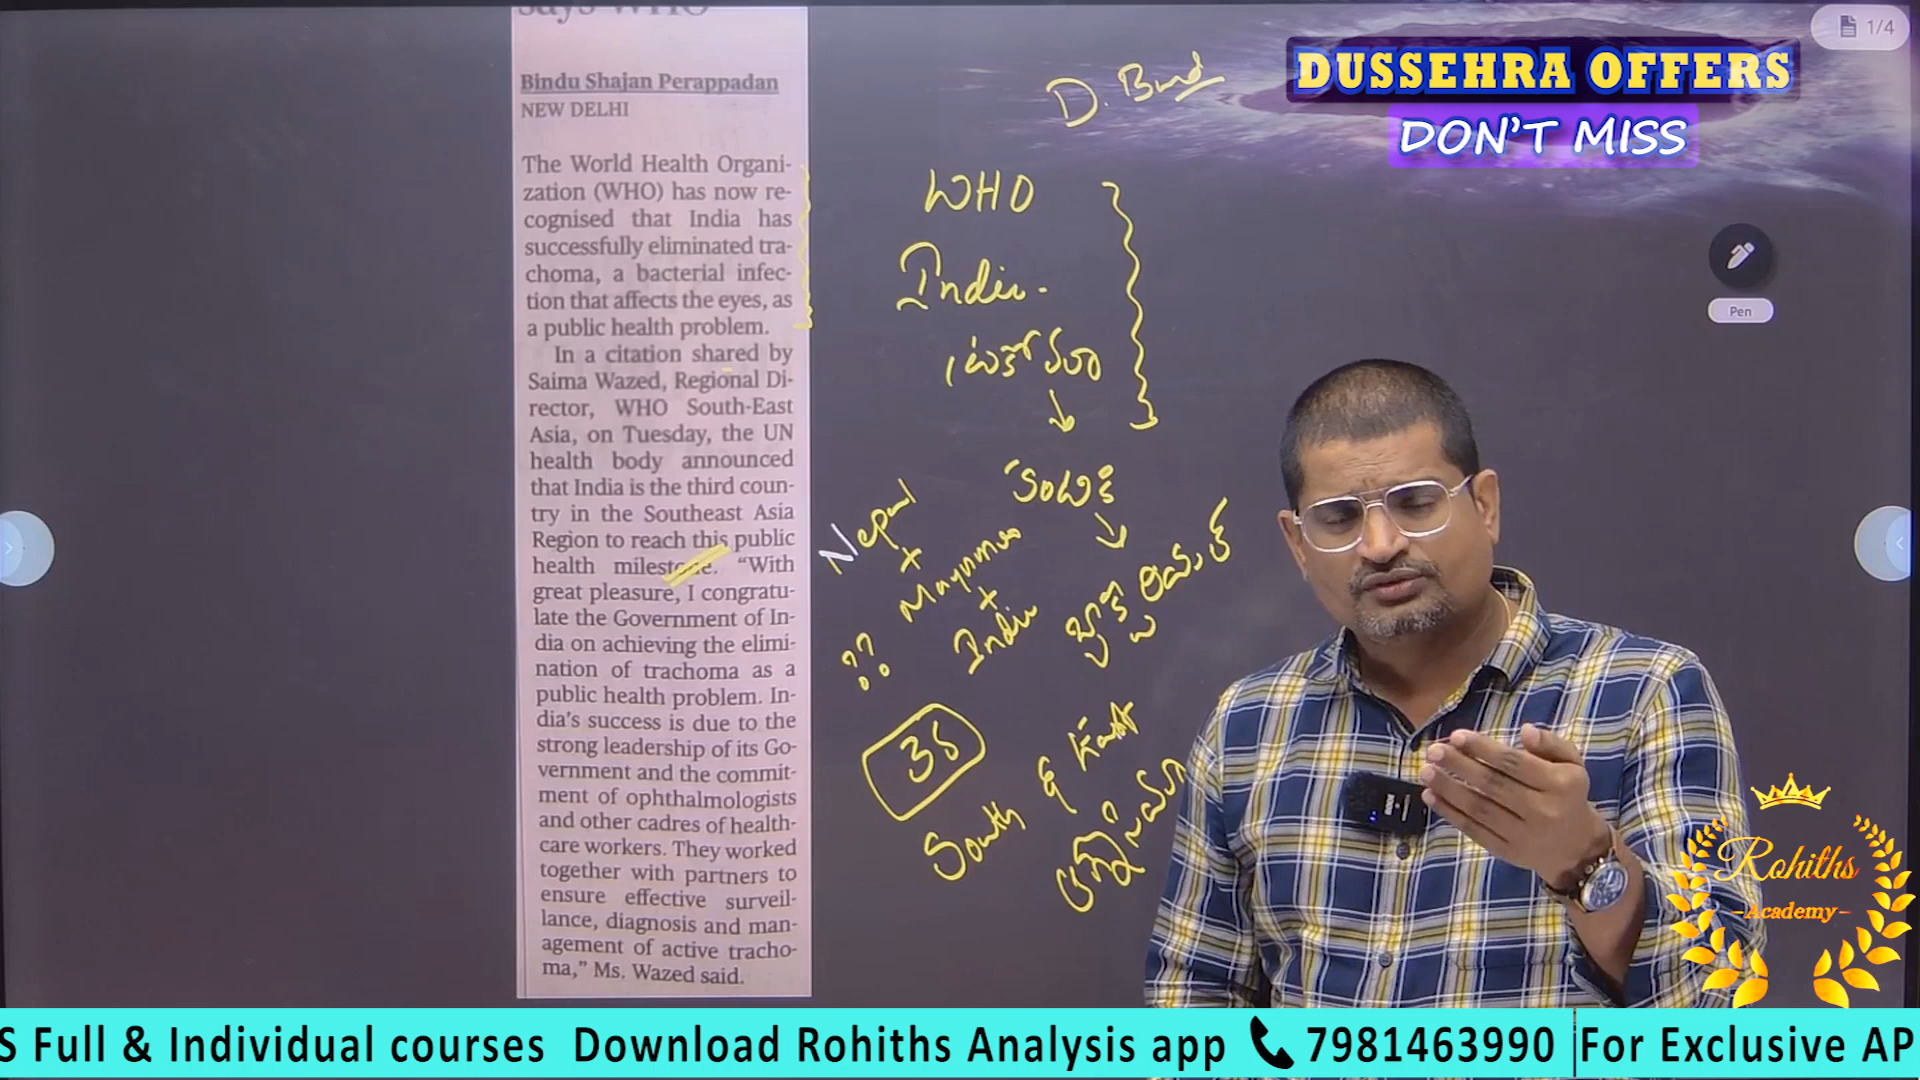 says WHO
Bindu Shajan Perappadan
NEW DELHI
The World Health Organi-
zation (WHO) has now re-
cognised that India has
successfully eliminated tra-
choma, a bacterial infec-
tion that affects the eyes, as
a public health problem.
In a citation shared by
Saima Wazed, Regional Di-
rector, WHO South-East
Asia, on Tuesday, the UN
health body announced
that India is the third coun-
try in the Southeast Asia
Region to reach this public
health milestone. “With
great pleasure, I congratu-
late the Government of In-
dia on achieving the elimi-
nation of trachoma as a
public health problem. In-
dia’s success is due to the
strong leadership of its Go-
vernment and the commit-
ment of ophthalmologists
and other cadres of health-
care workers. They worked
together with partners to
ensure effective surveil-
lance, diagnosis and man-
agement of active tracho-
ma,” Ms. Wazed said.
WHO
India
Nepal
+
+
India
??
South
DUSSEHRA OFFERS
DON'T MISS
1/4
Pen
Rohiths
Academy
S Full & Individual courses Download Rohiths Analysis app 7981463990 For Exclusive AP